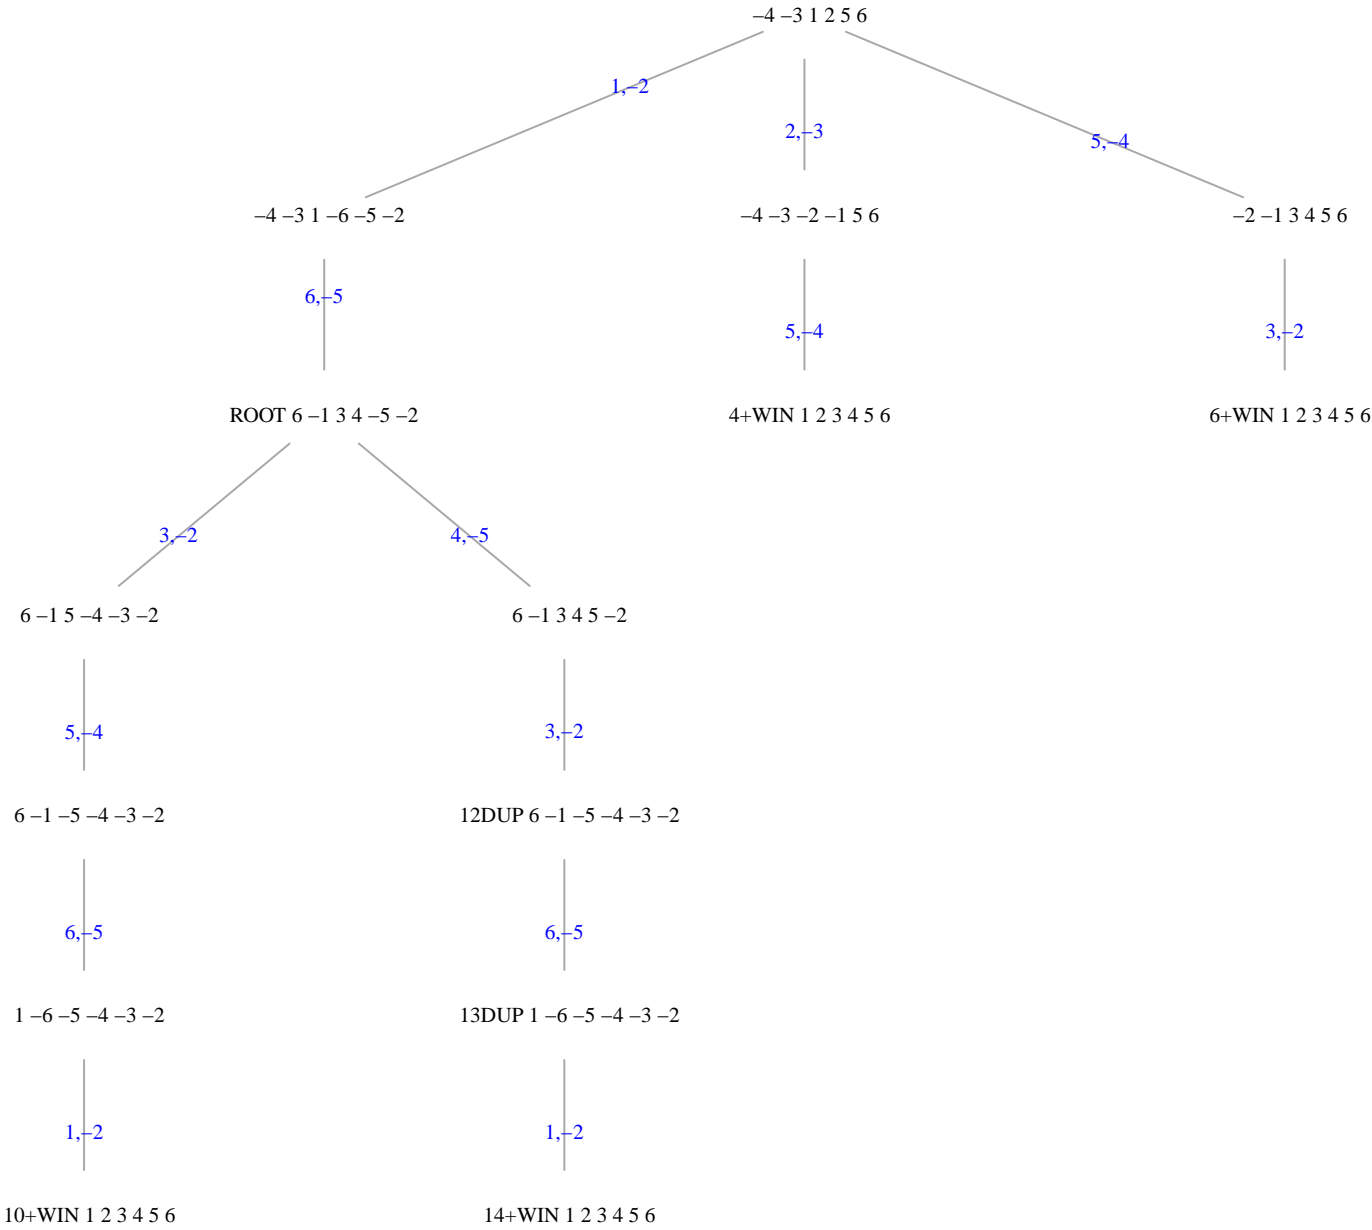 –4 –3 1 2 5 6
1,–2
2,–3
5,–4
–4 –3 1 –6 –5 –2
–4 –3 –2 –1 5 6
–2 –1 3 4 5 6
6,–5
5,–4
3,–2
ROOT 6 –1 3 4 –5 –2
4+WIN 1 2 3 4 5 6
6+WIN 1 2 3 4 5 6
3,–2
4,–5
6 –1 5 –4 –3 –2
6 –1 3 4 5 –2
5,–4
3,–2
6 –1 –5 –4 –3 –2
12DUP 6 –1 –5 –4 –3 –2
6,–5
6,–5
1 –6 –5 –4 –3 –2
13DUP 1 –6 –5 –4 –3 –2
1,–2
1,–2
10+WIN 1 2 3 4 5 6
14+WIN 1 2 3 4 5 6